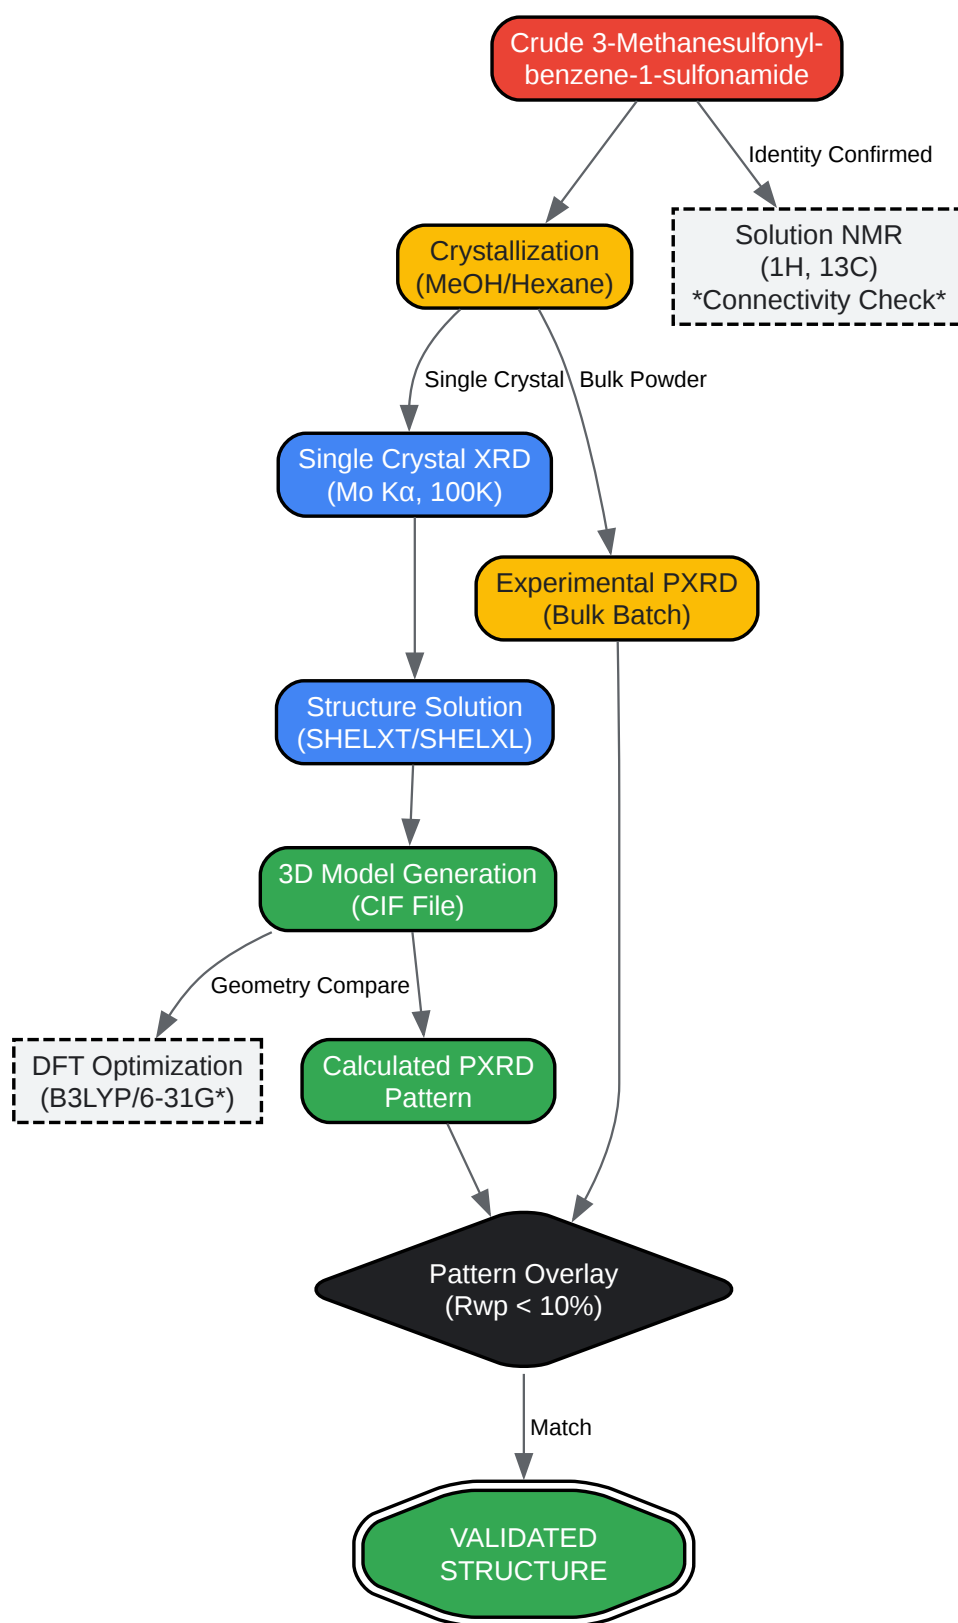 Crude 3-Methanesulfonyl-
benzene-1-sulfonamide
Identity Confirmed
Solution NMR
(1H, 13C)
*Connectivity Check*
Crystallization
(MeOH/Hexane)
Single Crystal
Bulk Powder
Single Crystal XRD
(Mo Kα, 100K)
Experimental PXRD
(Bulk Batch)
Structure Solution
(SHELXT/SHELXL)
3D Model Generation
(CIF File)
Geometry Compare
DFT Optimization
(B3LYP/6-31G*)
Calculated PXRD
Pattern
Pattern Overlay
(Rwp < 10%)
Match
VALIDATED
STRUCTURE